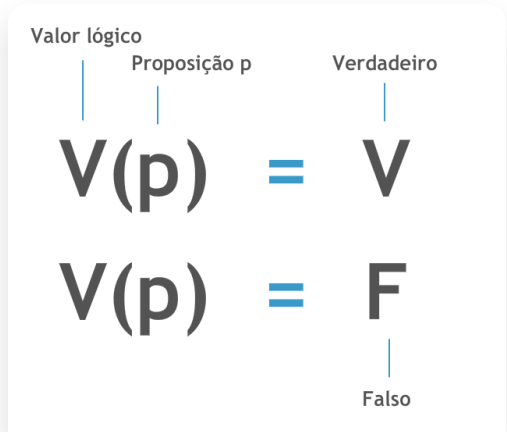 Valor lógico
Proposição p
Verdadeiro
V(p) = V
V(p) = F
Falso